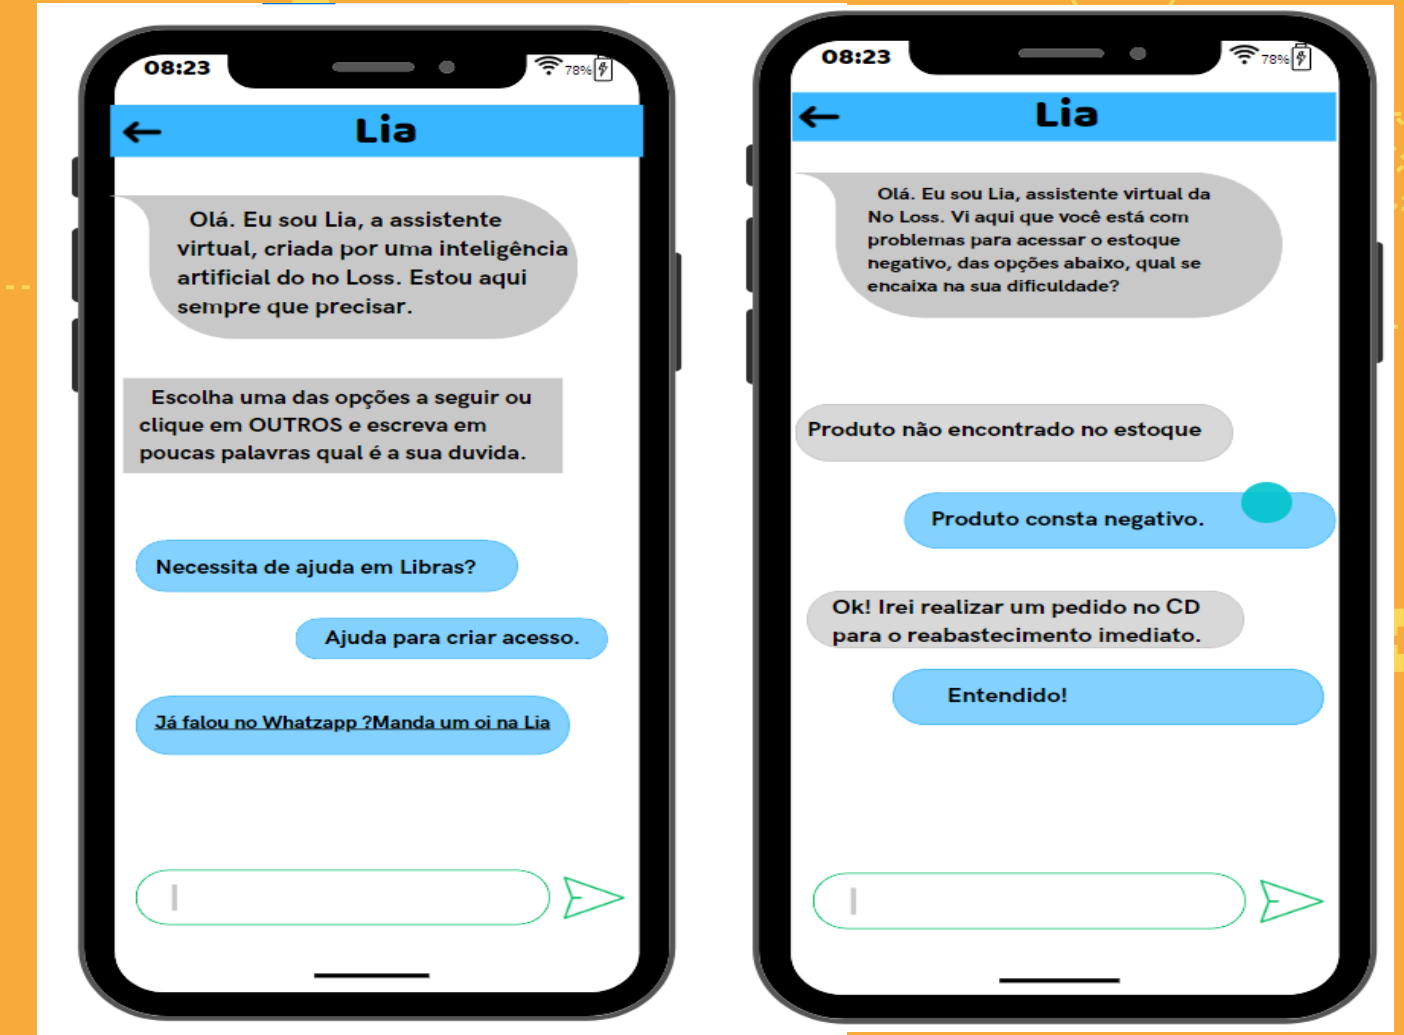 08:23
78%
Lia
Olá. Eu sou Lia, a assistente
virtual, criada por uma inteligência
artificial do no Loss. Estou aqui
sempre que precisar.
Escolha uma das opções a seguir ou
clique em OUTROS e escreva em
poucas palavras qual é a sua duvida.
Necessita de ajuda em Libras?
Ajuda para criar acesso.
Já falou no Whatzapp ?Manda um oi na Lia
08:23
78%
Lia
Olá. Eu sou Lia, assistente virtual da
No Loss. Vi aqui que você está com
problemas para acessar o estoque
negativo, das opções abaixo, qual se
encaixa na sua dificuldade?
Produto não encontrado no estoque
Produto consta negativo.
Ok! Irei realizar um pedido no CD
para o reabastecimento imediato.
Entendido!